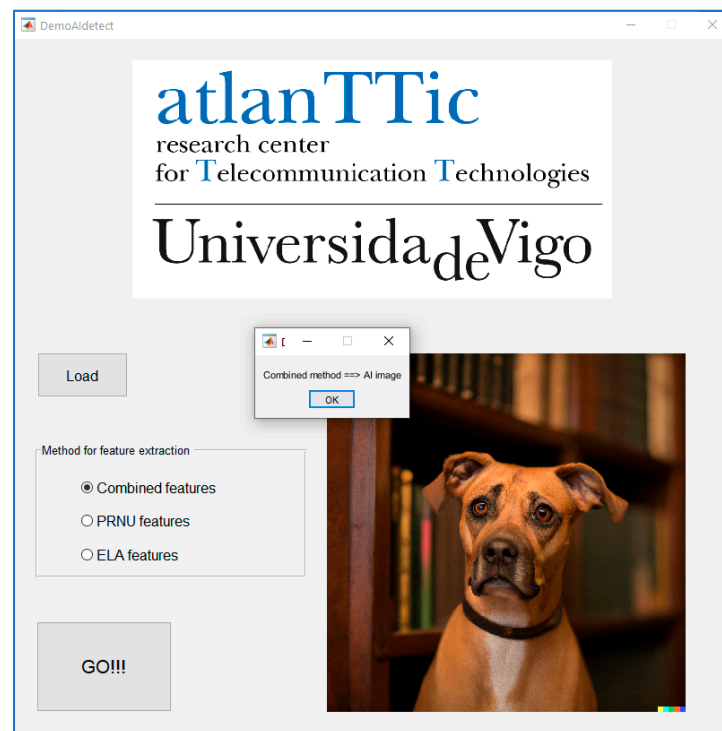 DemoAIdetect
atlanTTic
research center
for Telecommunication Technologies
UniversidadeVigo
[
Combined method ==> AI image
OK
Load
Method for feature extraction
Combined features
PRNU features
ELA features
GO!!!